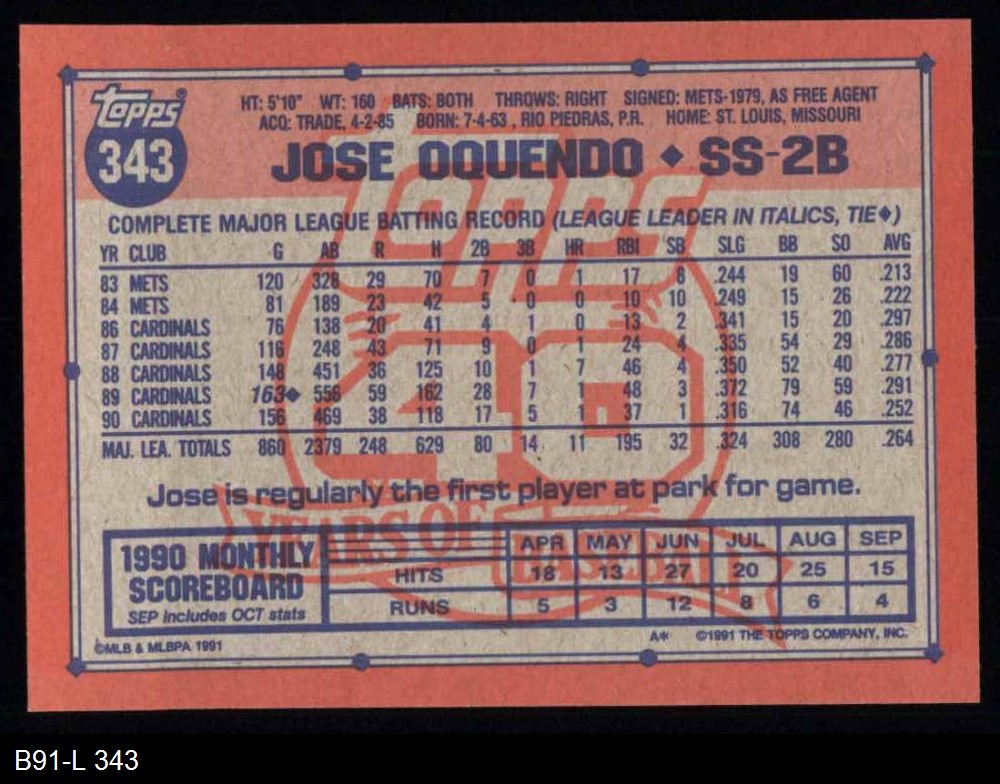 Topps®
343
HT: 5'10" WT: 160 BATS: BOTH THROWS: RIGHT SIGNED: METS-1979, AS FREE AGENT
ACQ: TRADE, 4-2-85 BORN: 7-4-63, RIO PIEDRAS, P.R. HOME: ST. LOUIS, MISSOURI
JOSE OQUENDO ♦ SS-2B
COMPLETE MAJOR LEAGUE BATTING RECORD (LEAGUE LEADER IN ITALICS, TIE♦)
YR CLUB G AB R H 2B 3B HR RBI SB SLG BB SO AVG
83 METS 120 328 29 70 7 0 1 17 8 .244 19 60 .213
84 METS 81 189 23 42 5 0 0 10 10 .249 15 26 .222
86 CARDINALS 76 138 20 41 4 1 0 13 2 .341 15 20 .297
87 CARDINALS 116 248 43 71 9 0 1 24 4 .335 54 29 .286
88 CARDINALS 148 451 36 125 10 1 7 46 4 .350 52 40 .277
89 CARDINALS 163♦ 556 59 162 28 7 1 48 3 .372 79 59 .291
90 CARDINALS 156 469 38 118 17 5 1 37 1 .316 74 46 .252
MAJ. LEA. TOTALS 860 2379 248 629 80 14 11 195 32 .324 308 280 .264
Topps
40
YEARS OF BASEBALL
Jose is regularly the first player at park for game.
1990 MONTHLY
SCOREBOARD
SEP includes OCT stats
APR MAY JUN JUL AUG SEP
HITS 18 13 27 20 25 15
RUNS 5 3 12 8 6 4
©MLB & MLBPA 1991
A* ©1991 THE TOPPS COMPANY, INC.
B91-L 343